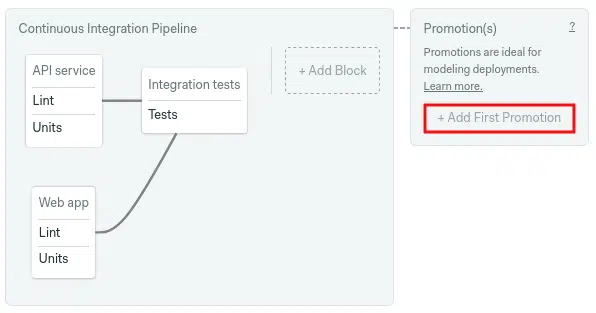 Continuous Integration Pipeline
API service
Lint
Units
Integration tests
Tests
+ Add Block
Web app
Lint
Units
Promotion(s) ?
Promotions are ideal for
modeling deployments.
Learn more.
+ Add First Promotion